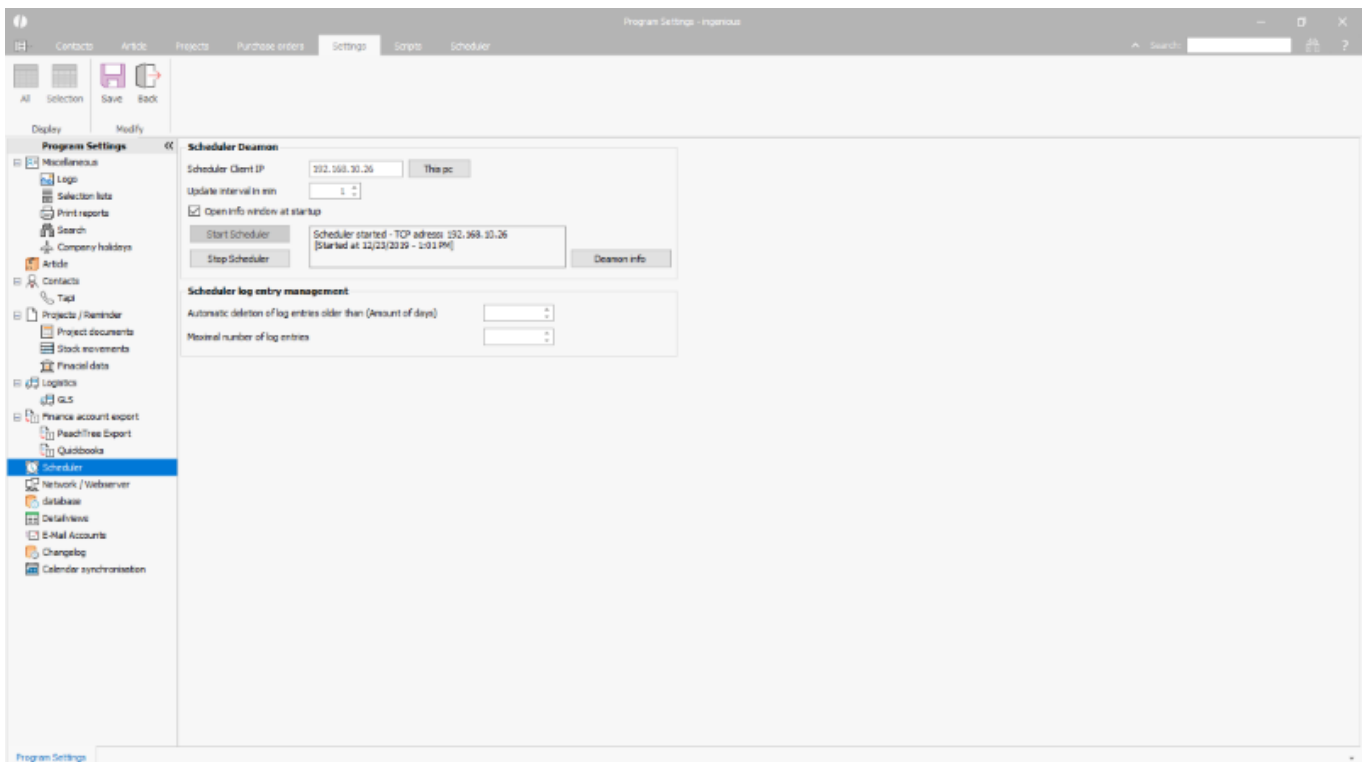 Program Settings - ingenious
Contacts Article Projects Purchase orders Settings Scripts Scheduler Search: ?
All Selection Save Back
Display Modify
Program Settings «
Miscellaneous
Logo
Selection lists
Print reports
Search
Company holidays
Article
Contacts
Tapi
Projects / Reminder
Project documents
Stock movements
Finacial data
Logistics
GLS
Finance account export
PeachTree Export
Quickbooks
Scheduler
Network / Webserver
database
Detailviews
E-Mail Accounts
Changelog
Calendar synchronisation
Scheduler Deamon
Scheduler Client IP 192.168.10.26 This pc
Update interval in min 1
Open info window at startup
Start Scheduler
Scheduler started - TCP adress: 192.168.10.26
[Started at 12/23/2019 - 1:01 PM]
Stop Scheduler Deamon info
Scheduler log entry management
Automatic deletion of log entries older than (Amount of days)
Maximal number of log entries
Program Settings